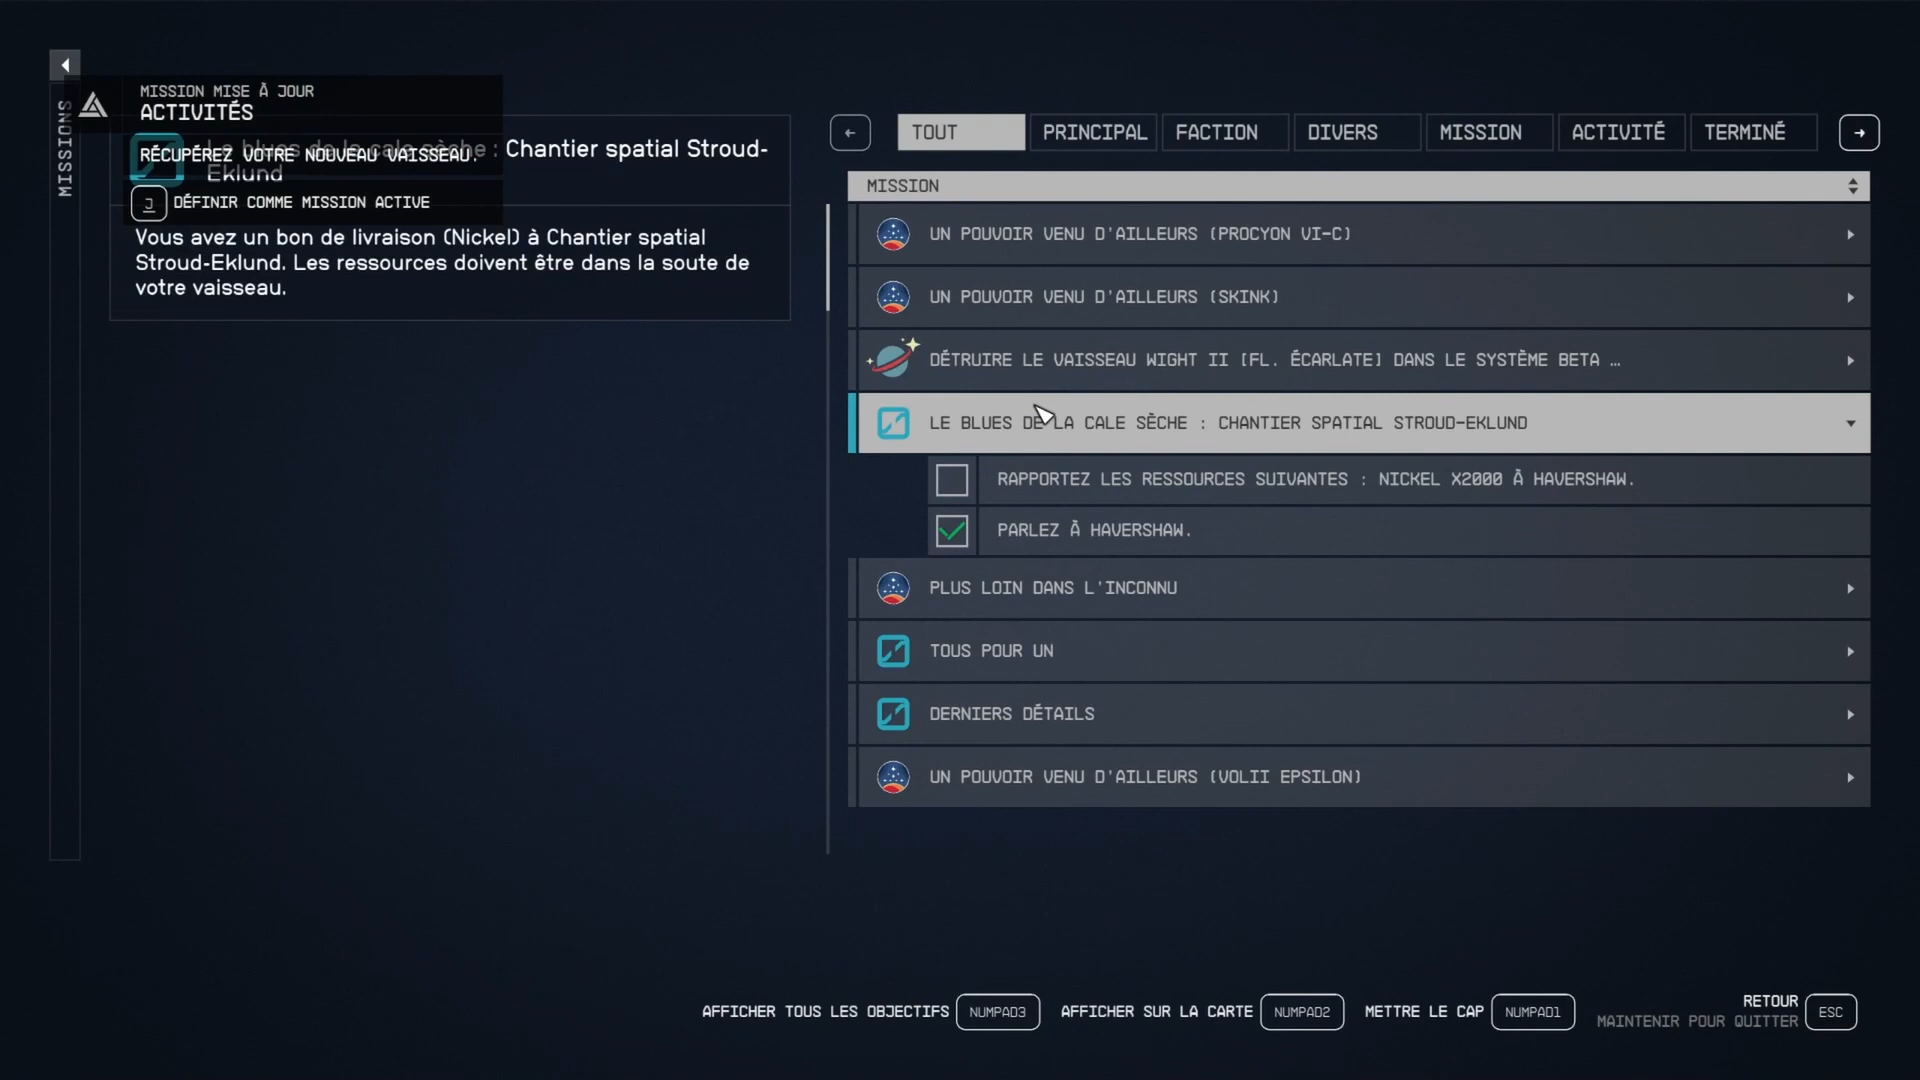 MISSIONS
MISSION MISE À JOUR
ACTIVITÉS
RÉCUPÉREZ VOTRE NOUVEAU VAISSEAU.
Le blues de la cale sèche : Chantier spatial Stroud-
Eklund
J DÉFINIR COMME MISSION ACTIVE
Vous avez un bon de livraison (Nickel) à Chantier spatial
Stroud-Eklund. Les ressources doivent être dans la soute de
votre vaisseau.
TOUT PRINCIPAL FACTION DIVERS MISSION ACTIVITÉ TERMINÉ
MISSION
UN POUVOIR VENU D'AILLEURS (PROCYON VI-C)
UN POUVOIR VENU D'AILLEURS (SKINK)
DÉTRUIRE LE VAISSEAU WIGHT II [FL. ÉCARLATE] DANS LE SYSTÈME BETA ...
LE BLUES DE LA CALE SÈCHE : CHANTIER SPATIAL STROUD-EKLUND
RAPPORTEZ LES RESSOURCES SUIVANTES : NICKEL X2000 À HAVERSHAW.
PARLEZ À HAVERSHAW.
PLUS LOIN DANS L'INCONNU
TOUS POUR UN
DERNIERS DÉTAILS
UN POUVOIR VENU D'AILLEURS (VOLII EPSILON)
AFFICHER TOUS LES OBJECTIFS NUMPAD3 AFFICHER SUR LA CARTE NUMPAD2 METTRE LE CAP NUMPAD1 RETOUR ESC
MAINTENIR POUR QUITTER